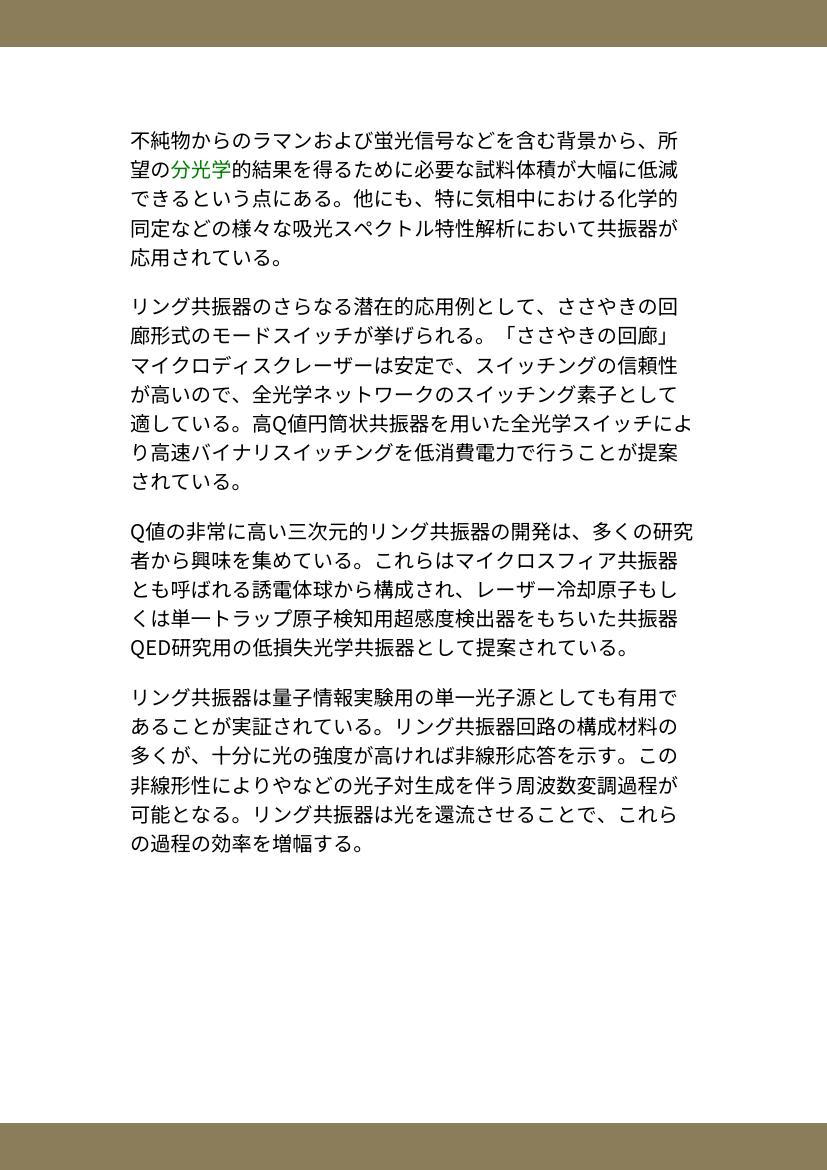 不純物からのラマンおよび蛍光信号などを含む背景から、所
望の分光学的結果を得るために必要な試料体積が大幅に低減
できるという点にある。他にも、特に気相中における化学的
同定などの様々な吸光スペクトル特性解析において共振器が
応用されている。
リング共振器のさらなる潜在的応用例として、ささやきの回
廊形式のモードスイッチが挙げられる。「ささやきの回廊」
マイクロディスクレーザーは安定で、スイッチングの信頼性
が高いので、全光学ネットワークのスイッチング素子として
適している。高Q値円筒状共振器を用いた全光学スイッチによ
り高速バイナリスイッチングを低消費電力で行うことが提案
されている。
Q値の非常に高い三次元的リング共振器の開発は、多くの研究
者から興味を集めている。これらはマイクロスフィア共振器
とも呼ばれる誘電体球から構成され、レーザー冷却原子もし
くは単一トラップ原子検知用超感度検出器をもちいた共振器
QED研究用の低損失光学共振器として提案されている。
リング共振器は量子情報実験用の単一光子源としても有用で
あることが実証されている。リング共振器回路の構成材料の
多くが、十分に光の強度が高ければ非線形応答を示す。この
非線形性によりやなどの光子対生成を伴う周波数変調過程が
可能となる。リング共振器は光を還流させることで、これら
の過程の効率を増幅する。